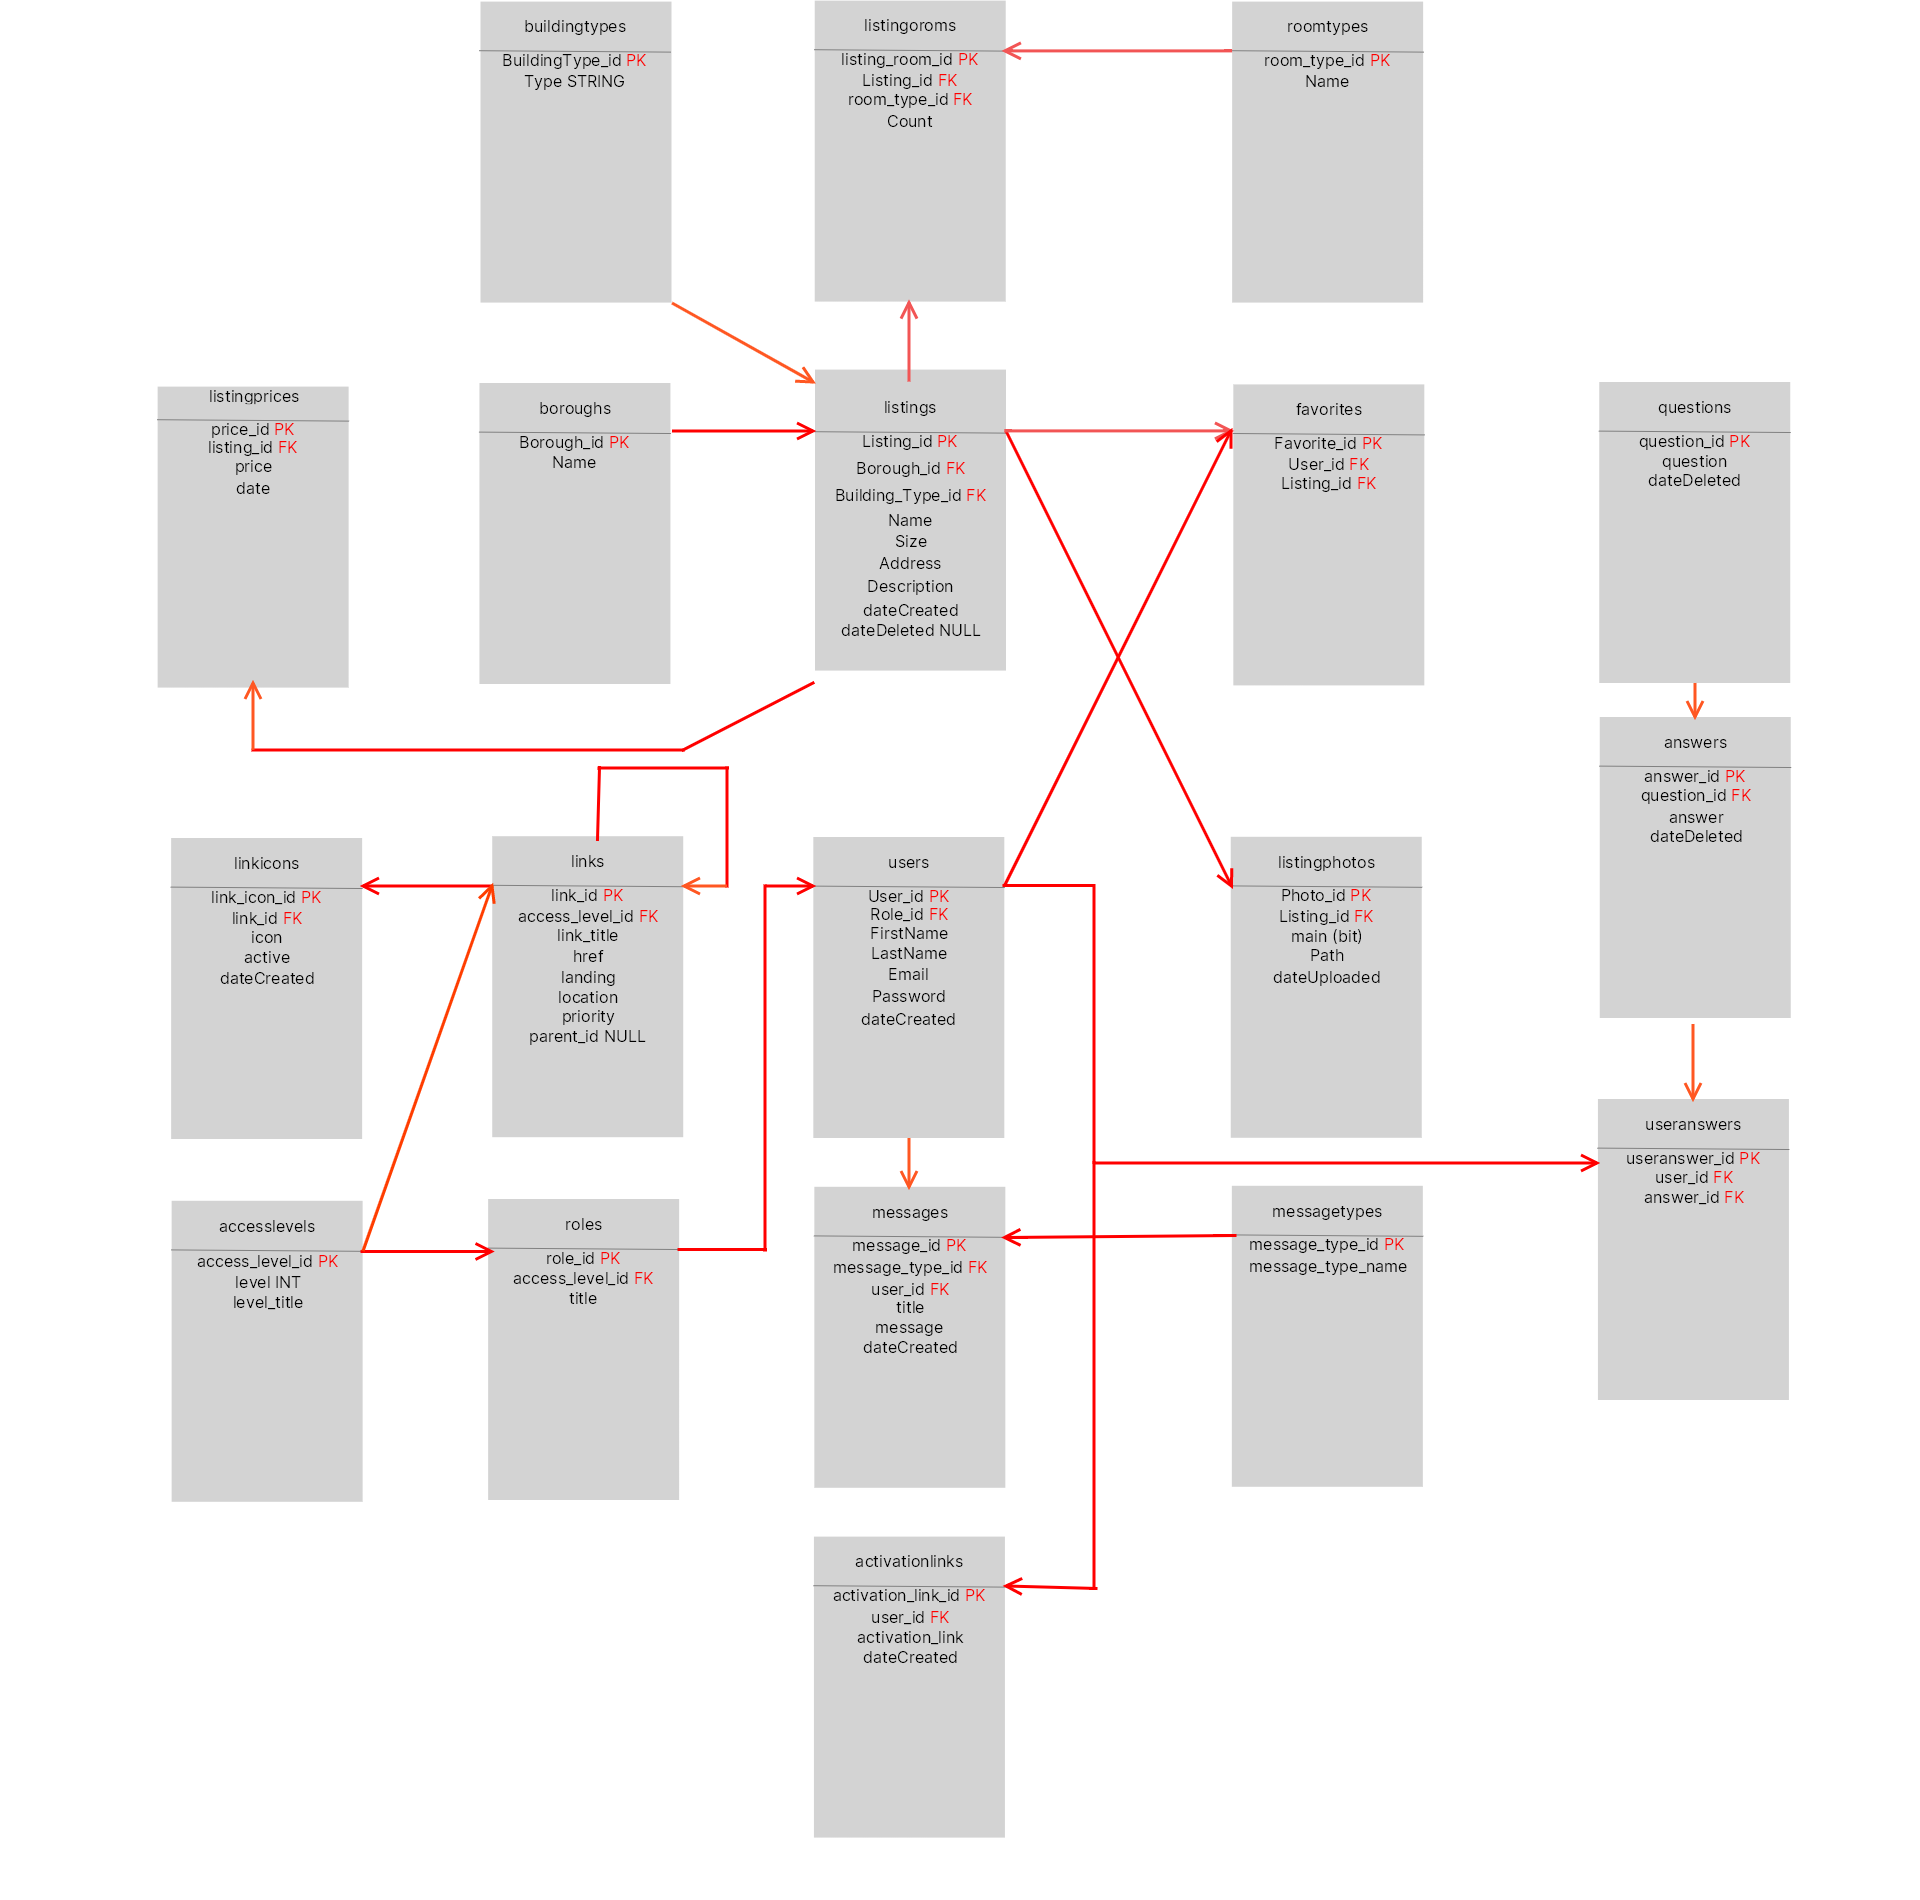 buildingtypes
BuildingType_id PK
Type STRING
listingoroms
listing_room_id PK
Listing_id FK
room_type_id FK
Count
roomtypes
room_type_id PK
Name
listingprices
price_id PK
listing_id FK
price
date
boroughs
Borough_id PK
Name
listings
Listing_id PK
Borough_id FK
Building_Type_id FK
Name
Size
Address
Description
dateCreated
dateDeleted NULL
favorites
Favorite_id PK
User_id FK
Listing_id FK
questions
question_id PK
question
dateDeleted
answers
answer_id PK
question_id FK
answer
dateDeleted
linkicons
link_icon_id PK
link_id FK
icon
active
dateCreated
links
link_id PK
access_level_id FK
link_title
href
landing
location
priority
parent_id NULL
users
User_id PK
Role_id FK
FirstName
LastName
Email
Password
dateCreated
listingphotos
Photo_id PK
Listing_id FK
main (bit)
Path
dateUploaded
useranswers
useranswer_id PK
user_id FK
answer_id FK
accesslevels
access_level_id PK
level INT
level_title
roles
role_id PK
access_level_id FK
title
messages
message_id PK
message_type_id FK
user_id FK
title
message
dateCreated
messagetypes
message_type_id PK
message_type_name
activationlinks
activation_link_id PK
user_id FK
activation_link
dateCreated